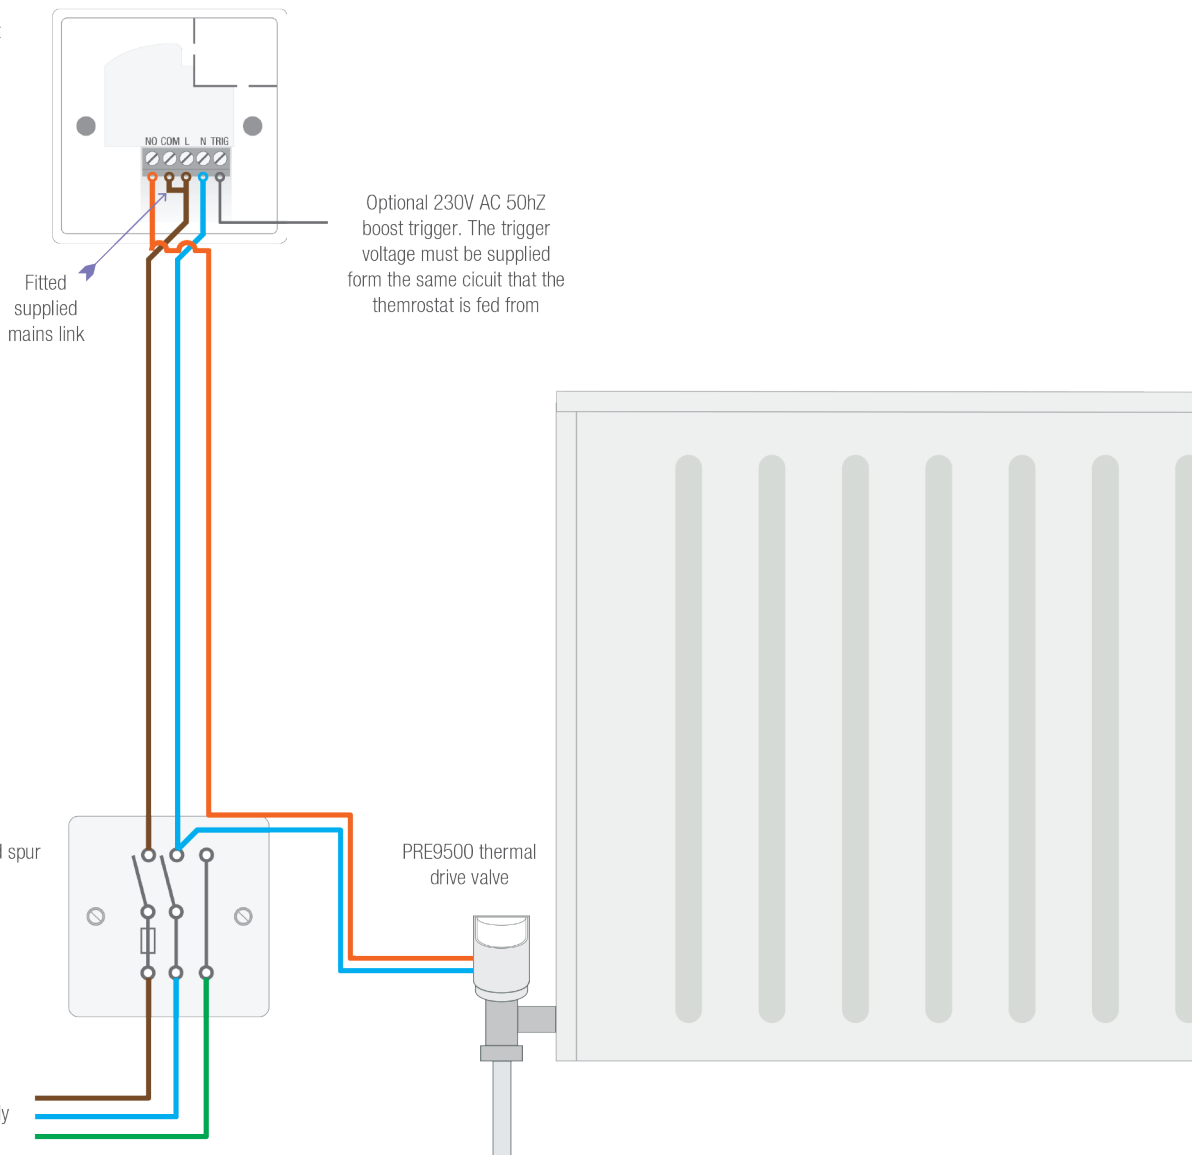 NO COM L N TRIG
Optional 230V AC 50hZ
boost trigger. The trigger
voltage must be supplied
form the same cicuit that the
themrostat is fed from
Fitted
supplied
mains link
spur
PRE9500 thermal
drive valve